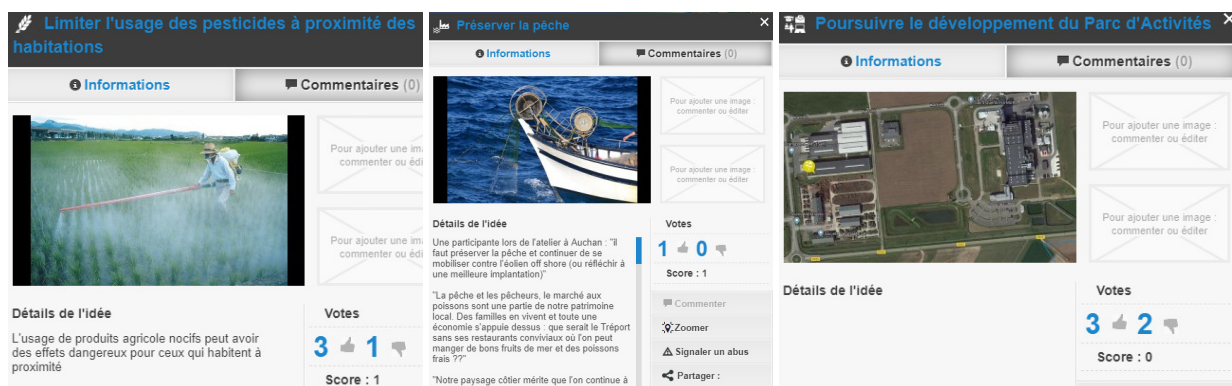 Limiter l'usage des pesticides à proximité des
habitations
Informations
Commentaires (0)
Pour ajouter une im
commenter ou édi
Pour ajouter une im
commenter ou édi
Détails de l'idée
L'usage de produits agricole nocifs peut avoir
des effets dangereux pour ceux qui habitent à
proximité
Votes
3 1
Score : 1
Préserver la pêche
×
Informations
Commentaires (0)
Pour ajouter une image :
commenter ou éditer
Pour ajouter une image :
commenter ou éditer
Détails de l'idée
Une participante lors de l'atelier à Auchan : "il
faut préserver la pêche et continuer de se
mobiliser contre l'éolien off shore (ou réfléchir à
une meilleure implantation)"
"La pêche et les pêcheurs, le marché aux
poissons sont une partie de notre patrimoine
local. Des familles en vivent et toute une
économie s'appuie dessus : que serait le Tréport
sans ses restaurants conviviaux où l'on peut
manger de bons fruits de mer et des poissons
frais ??"
"Notre paysage côtier mérite que l'on continue à
Votes
1 0
Score : 1
Commenter
Zoomer
Signaler un abus
Partager :
Poursuivre le développement du Parc d'Activités
×
Informations
Commentaires (0)
Pour ajouter une image :
commenter ou éditer
Pour ajouter une image :
commenter ou éditer
Détails de l'idée
Votes
3 2
Score : 0